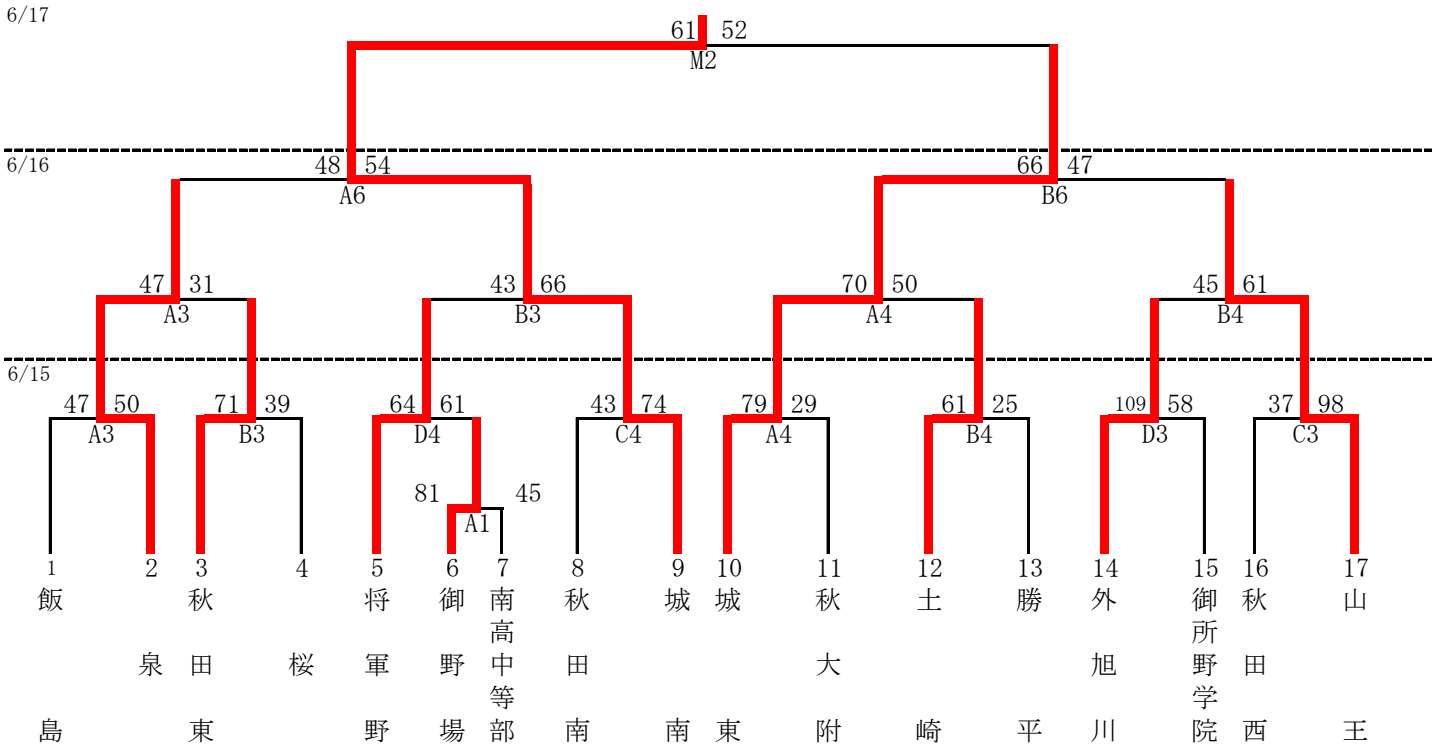 6/17
61 52
M2
6/16
48 54
A6
66 47
B6
47 31
A3
43 66
B3
70 50
A4
45 61
B4
6/15
47 50
A3
71 39
B3
64 61
D4
43 74
C4
79 29
A4
61 25
B4
109 58
D3
37 98
C3
81 45
A1
1 2 3 4 5 6 7 8 9 10 11 12 13 14 15 16 17
飯島
泉
秋田東
桜
将軍野
御野場
南高中等部
秋田南
城南
城東
秋大附
土崎
勝平
外旭川
御所野学院
秋田西
山王